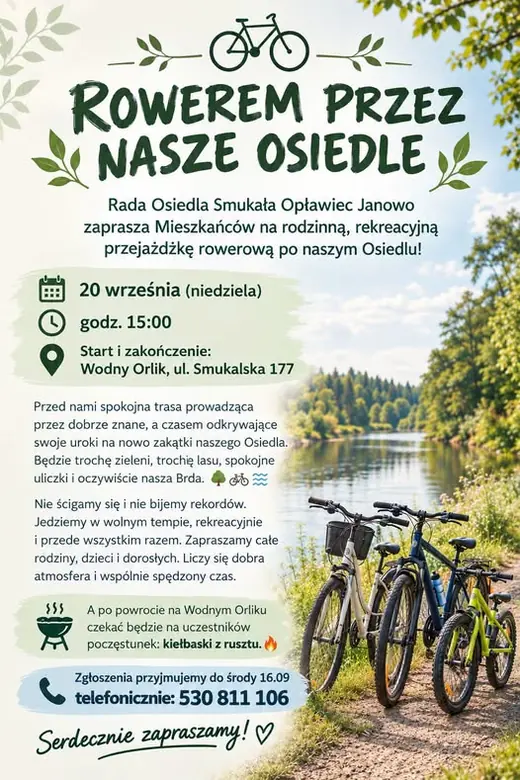 ROWEREM PRZEZ
NASZE OSIEDLE
Rada Osiedla Smukała Opławiec Janowo
zaprasza Mieszkańców na rodzinną, rekreacyjną
przejażdżkę rowerową po naszym Osiedlu!
20 września (niedziela)
godz. 15:00
Start i zakończenie:
Wodny Orlik, ul. Smukalska 177
Przed nami spokojna trasa prowadząca
przez dobrze znane, a czasem odkrywające
swoje uroki na nowo zakątki naszego Osiedla.
Będzie trochę zieleni, trochę lasu, spokojne
uliczki i oczywiście nasza Brda.
Nie ścigamy się i nie bijemy rekordów.
Jedziemy w wolnym tempie, rekreacyjnie
i przede wszystkim razem. Zapraszamy całe
rodziny, dzieci i dorosłych. Liczy się dobra
atmosfera i wspólnie spędzony czas.
A po powrocie na Wodnym Orliku
czekać będzie na uczestników
poczęstunek: kiełbaski z rusztu.
Zgłoszenia przyjmujemy do środy 16.09
telefonicznie: 530 811 106
Serdecznie zapraszamy!